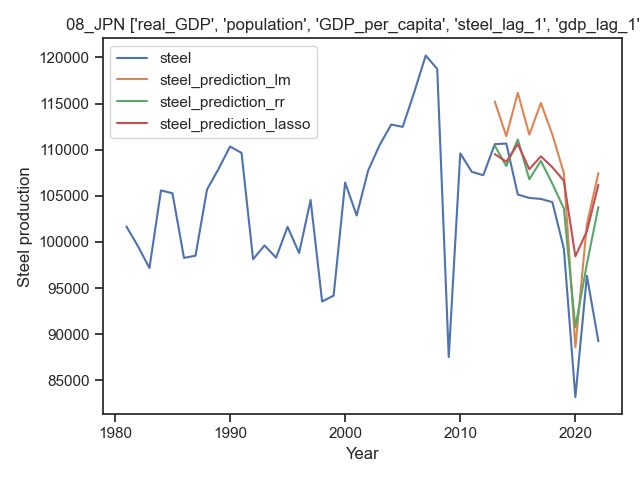 08_JPN ['real_GDP', 'population', 'GDP_per_capita', 'steel_lag_1', 'gdp_lag_1'
steel
steel_prediction_lm
steel_prediction_rr
steel_prediction_lasso
Steel production
120000
115000
110000
105000
100000
95000
90000
85000
1980
1990
2000
2010
2020
Year